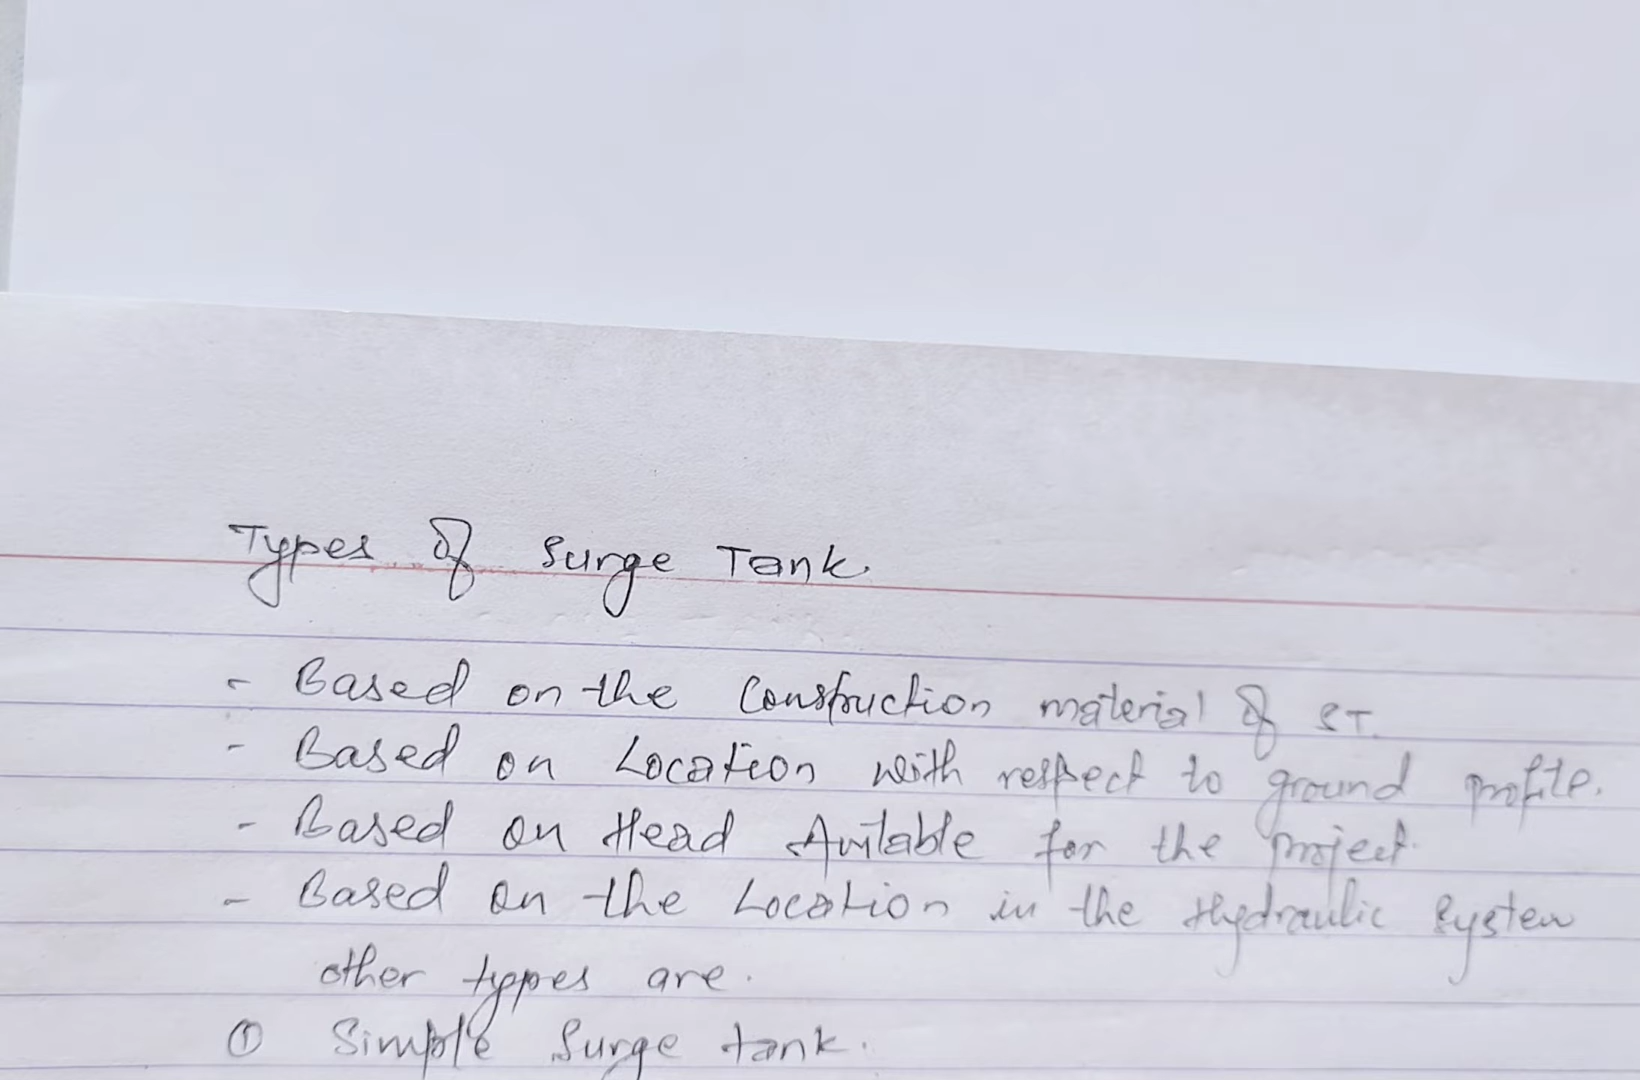 Types of Surge Tank.
- Based on the Construction material of ST.
- Based on Location with respect to ground profile.
- Based on Head Avilable for the project.
- Based on the Location in the Hydraulic System
other types are.
① Simple Surge tank.